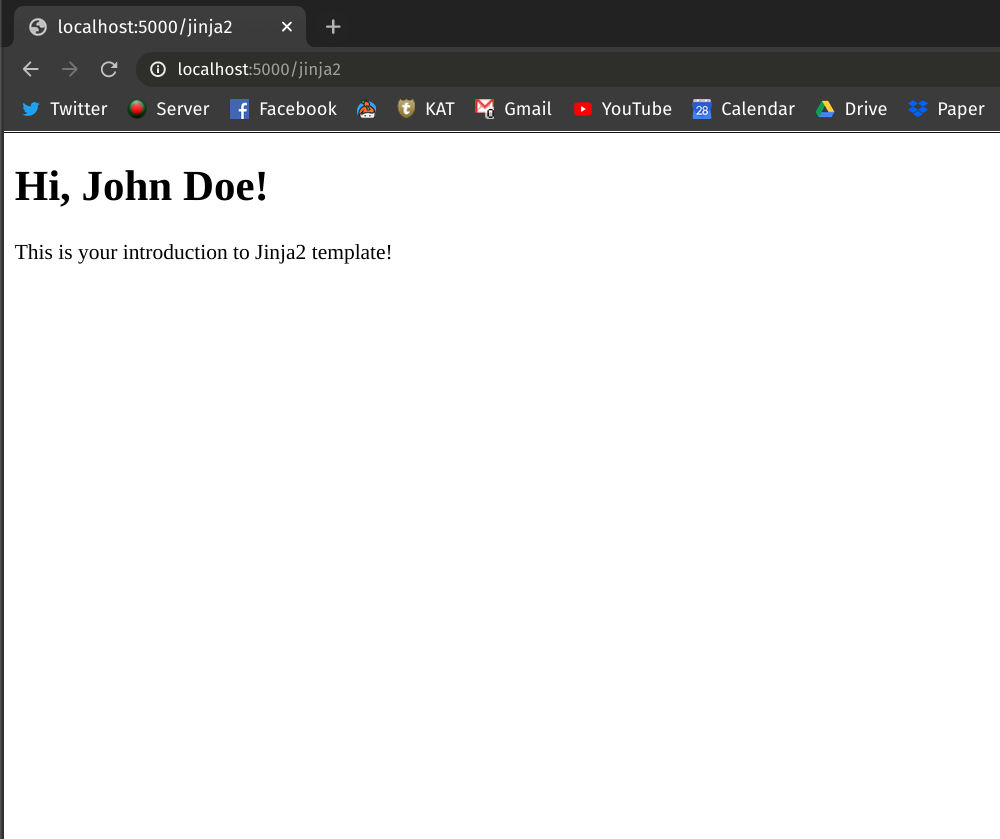 localhost:5000/jinja2
localhost:5000/jinja2
Twitter Server Facebook KAT Gmail YouTube 28 Calendar Drive Paper
Hi, John Doe!
This is your introduction to Jinja2 template!